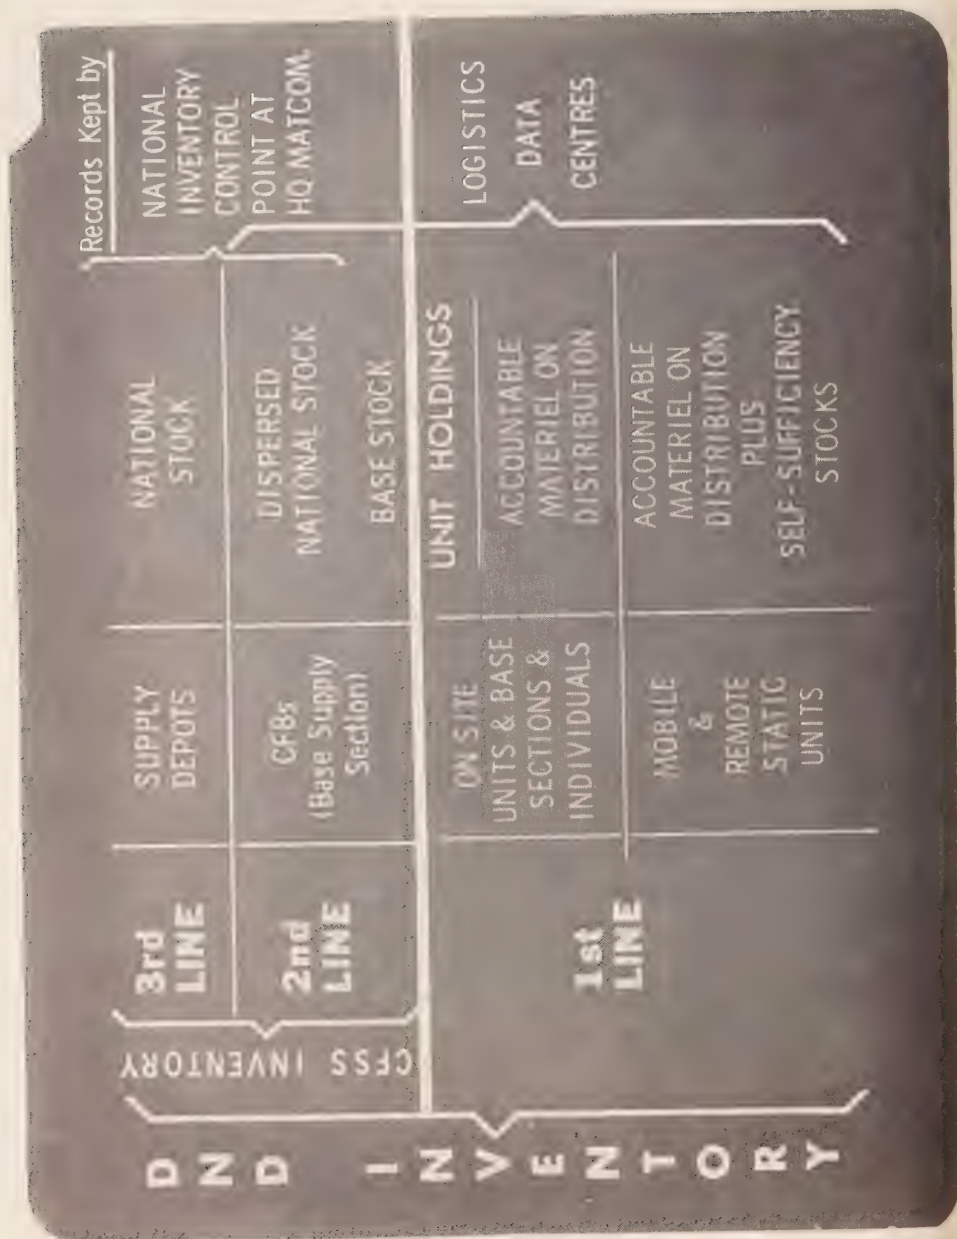 Records Kept by
DND INVENTORY
CFSS INVENTORY
3rd
LINE
SUPPLY
DEPOTS
NATIONAL
STOCK
NATIONAL
INVENTORY
CONTROL
POINT AT
HQ MATCOM.
2nd
LINE
CFBs
(Base Supply
Section)
DISPERSED
NATIONAL STOCK
BASE STOCK
1st
LINE
UNIT HOLDINGS
ON SITE
UNITS & BASE
SECTIONS &
INDIVIDUALS
ACCOUNTABLE
MATERIEL ON
DISTRIBUTION
LOGISTICS
DATA
CENTRES
MOBILE
&
REMOTE
STATIC
UNITS
ACCOUNTABLE
MATERIEL ON
DISTRIBUTION
PLUS
SELF-SUFFICIENCY
STOCKS